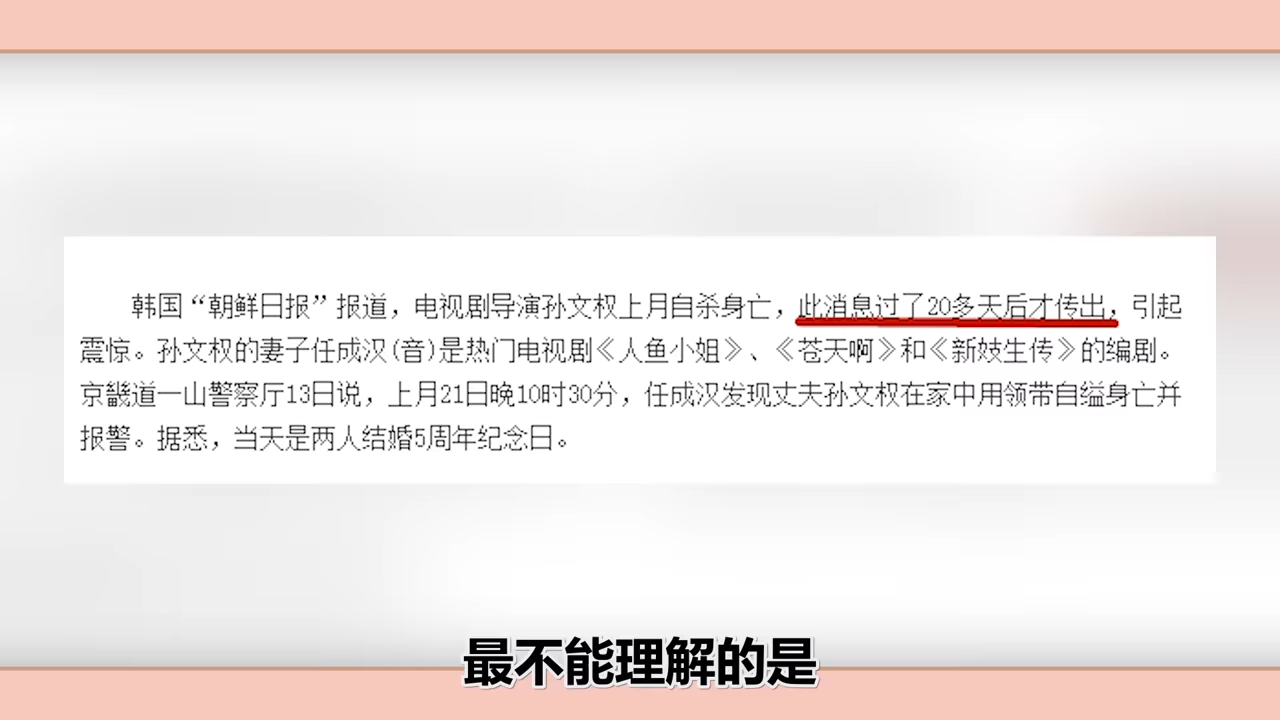 韩国“朝鲜日报”报道，电视剧导演孙文权上月自杀身亡，此消息过了20多天后才传出，引起
震惊。孙文权的妻子任成汉(音)是热门电视剧《人鱼小姐》、《苍天啊》和《新妓生传》的编剧。
京畿道一山警察厅13日说，上月21日晚10时30分，任成汉发现丈夫孙文权在家中用领带自缢身亡并
报警。据悉，当天是两人结婚5周年纪念日。
最不能理解的是